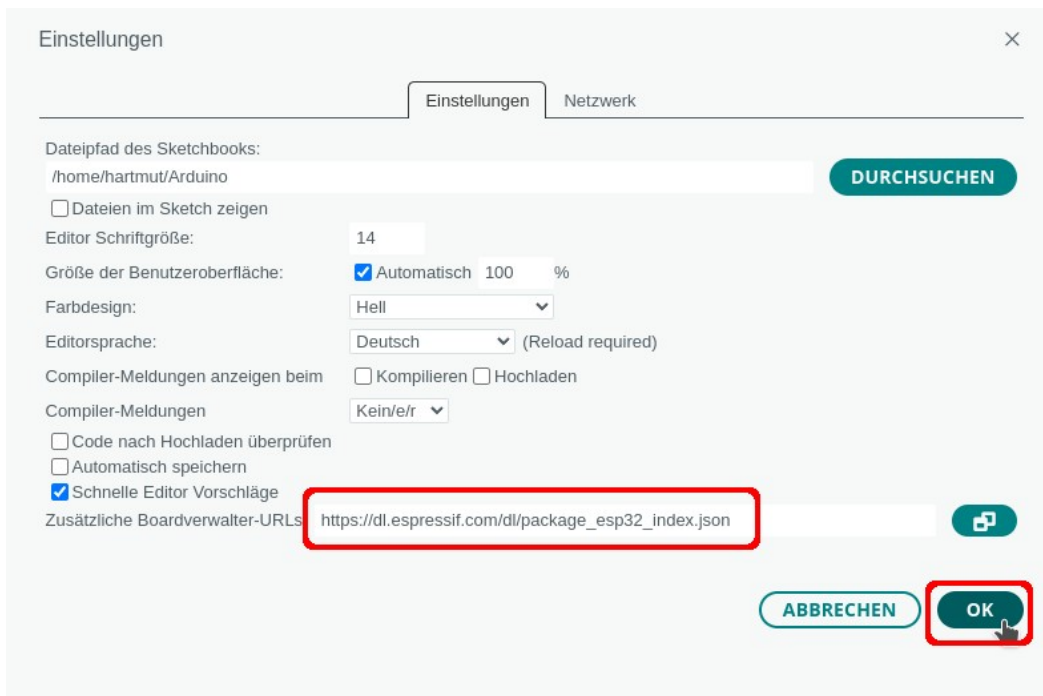 Einstellungen
Einstellungen Netzwerk
Dateipfad des Sketchbooks:
/home/hartmut/Arduino DURCHSUCHEN
Dateien im Sketch zeigen
Editor Schriftgröße: 14
Größe der Benutzeroberfläche: Automatisch 100 %
Farbdesign: Hell
Editorsprache: Deutsch (Reload required)
Compiler-Meldungen anzeigen beim Kompilieren Hochladen
Compiler-Meldungen Kein/e/r
Code nach Hochladen überprüfen
Automatisch speichern
Schnelle Editor Vorschläge
Zusätzliche Boardverwalter-URLs https://dl.espressif.com/dl/package_esp32_index.json
ABBRECHEN OK